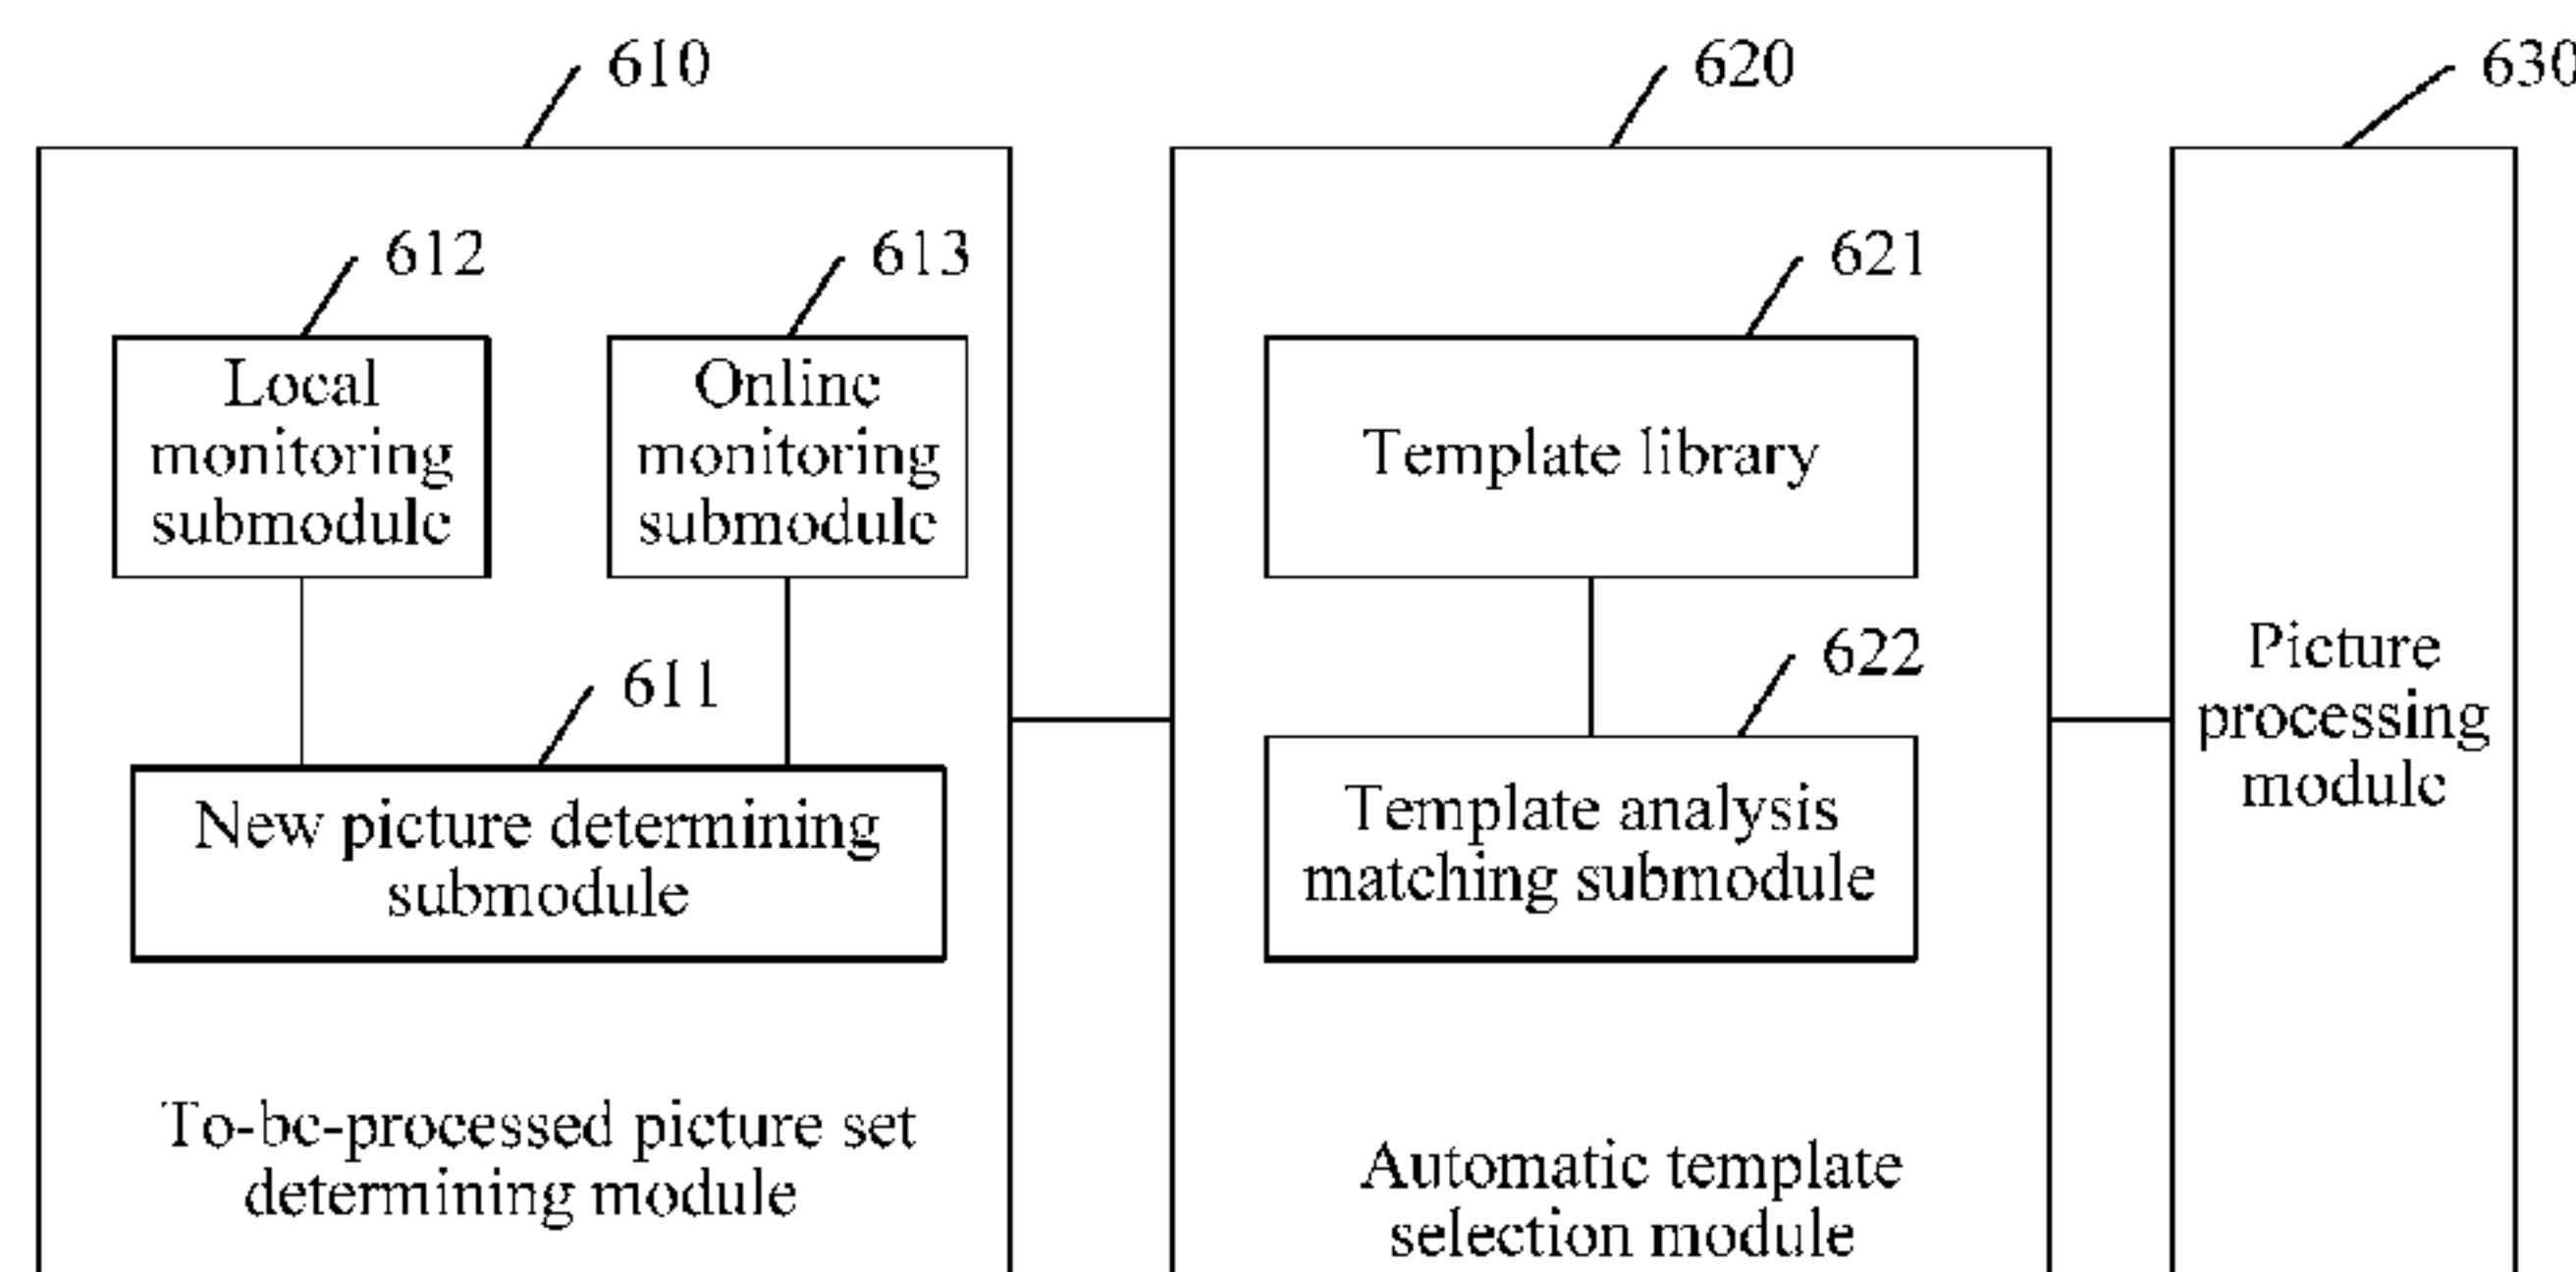 610
620
630
612
613
621
Local
monitoring
submodule
Online
monitoring
submodule
Template library
611
622
New picture determining
submodule
Template analysis
matching submodule
Picture
processing
module
To-be-processed picture set
determining module
Automatic template
selection module